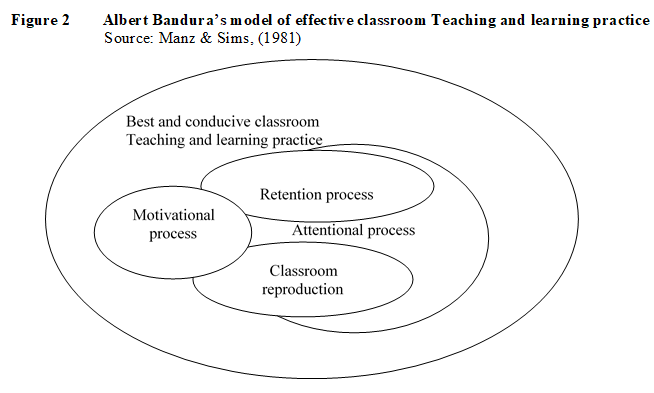 Figure 2 Albert Bandura's model of effective classroom Teaching and learning practice
Source: Manz & Sims, (1981)
Best and conducive classroom
Teaching and learning practice
Retention process
Motivational
process
Attentional process
Classroom
reproduction